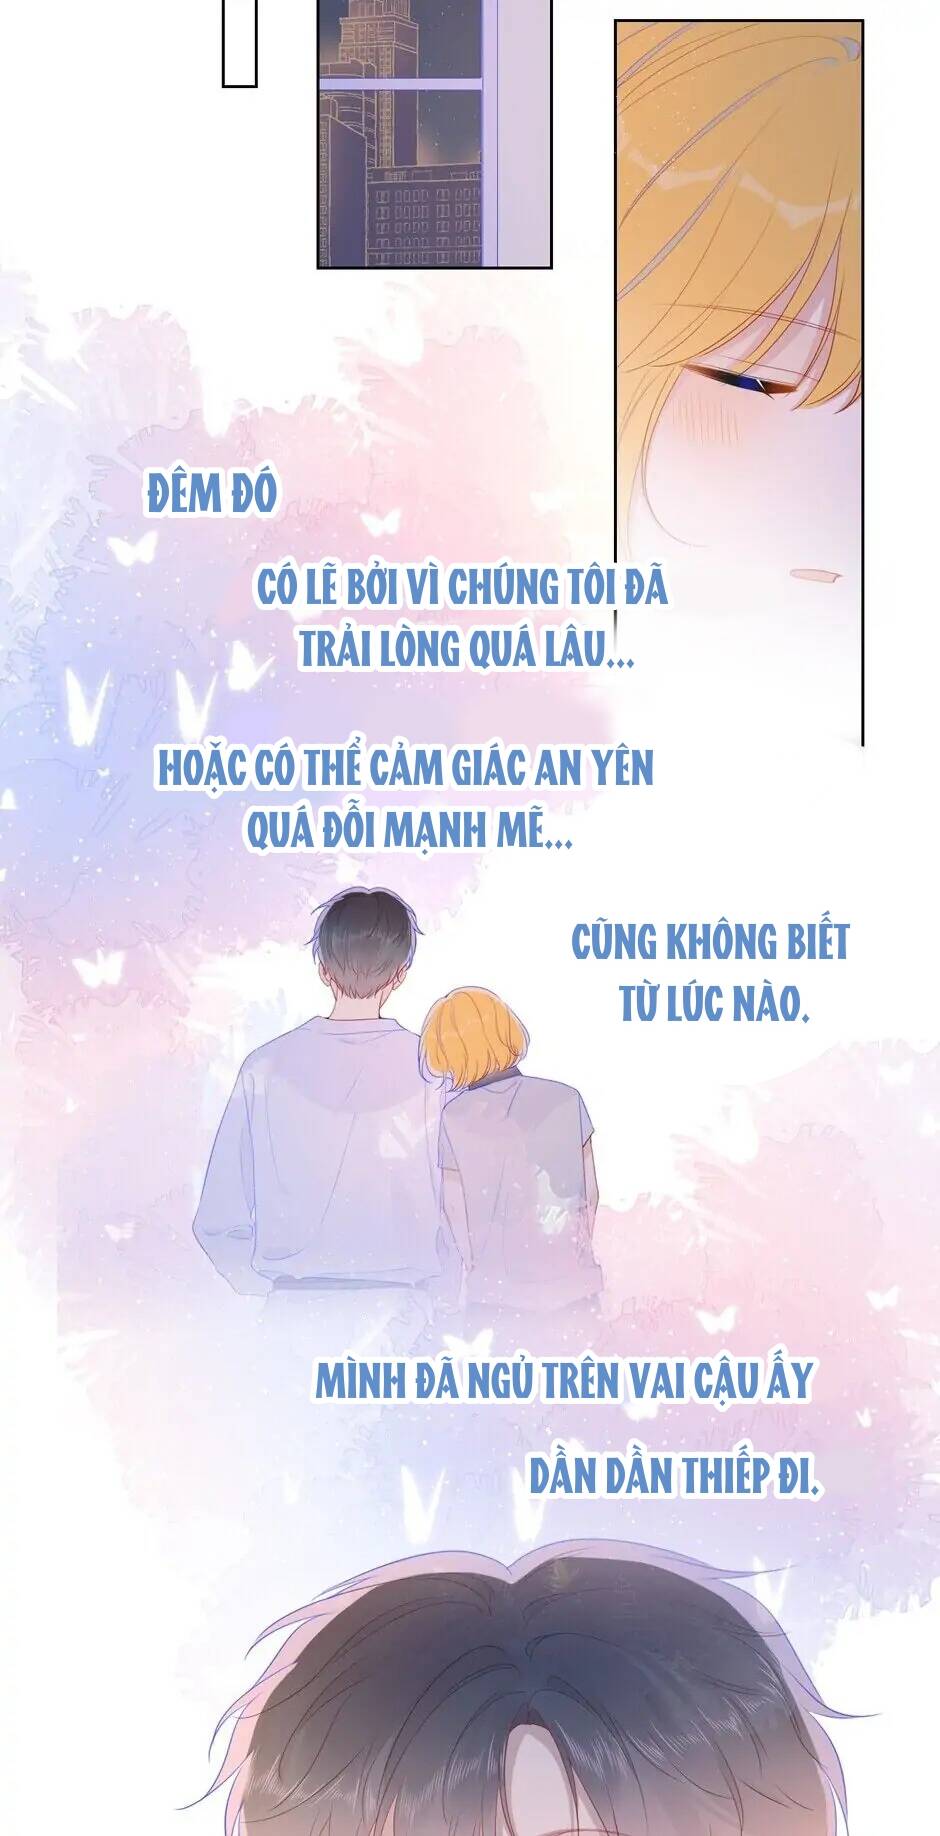 ĐÊM ĐÓ
CÓ LẼ BỞI VÌ CHÚNG TÔI ĐÃ
TRẢI LÒNG QUÁ LÂU...
HOẶC CÓ THỂ CẢM GIÁC AN YÊN
QUÁ ĐỖI MẠNH MẼ...
CŨNG KHÔNG BIẾT
TỪ LÚC NÀO.
MÌNH ĐÃ NGỦ TRÊN VAI CẬU ẤY
DẦN DẦN THIẾP ĐI.